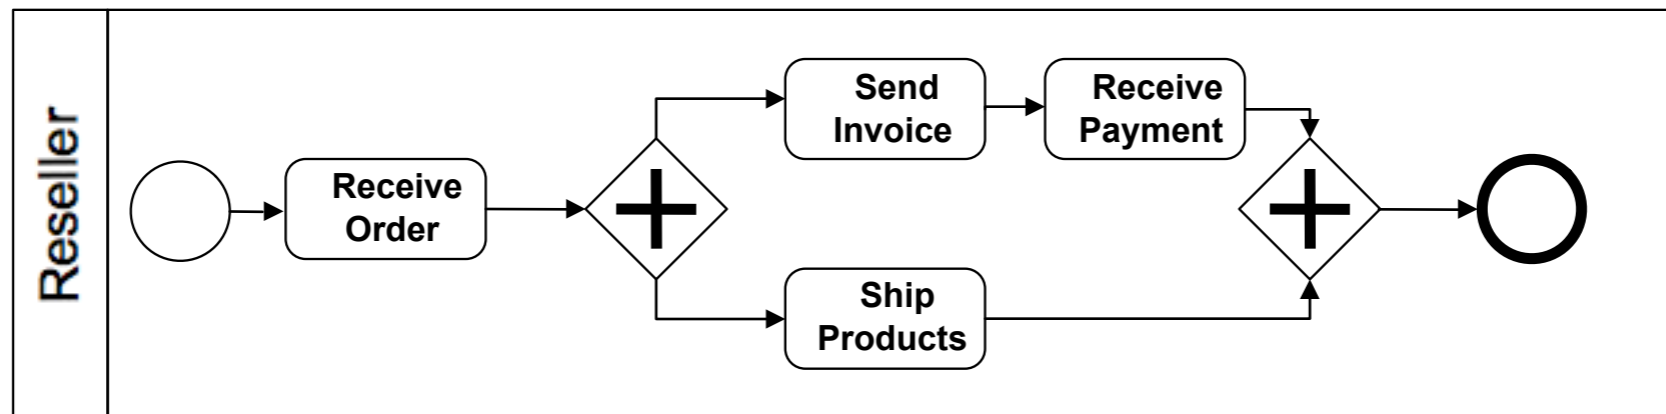 Reseller
Receive
Order
Send
Invoice
Receive
Payment
Ship
Products